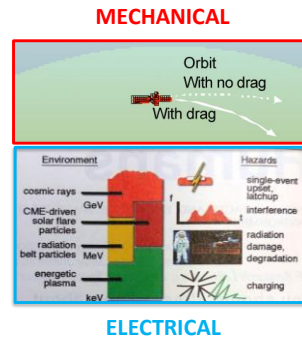 MECHANICAL
Orbit
With no drag
With drag
Environment
Hazards
cosmic rays
GeV
CME-driven
solar flare
particles
radiation
belt particles
MeV
energetic
plasma
keV
single-event
upset,
latchup
f
interference
t
radiation
damage,
degradation
charging
ELECTRICAL